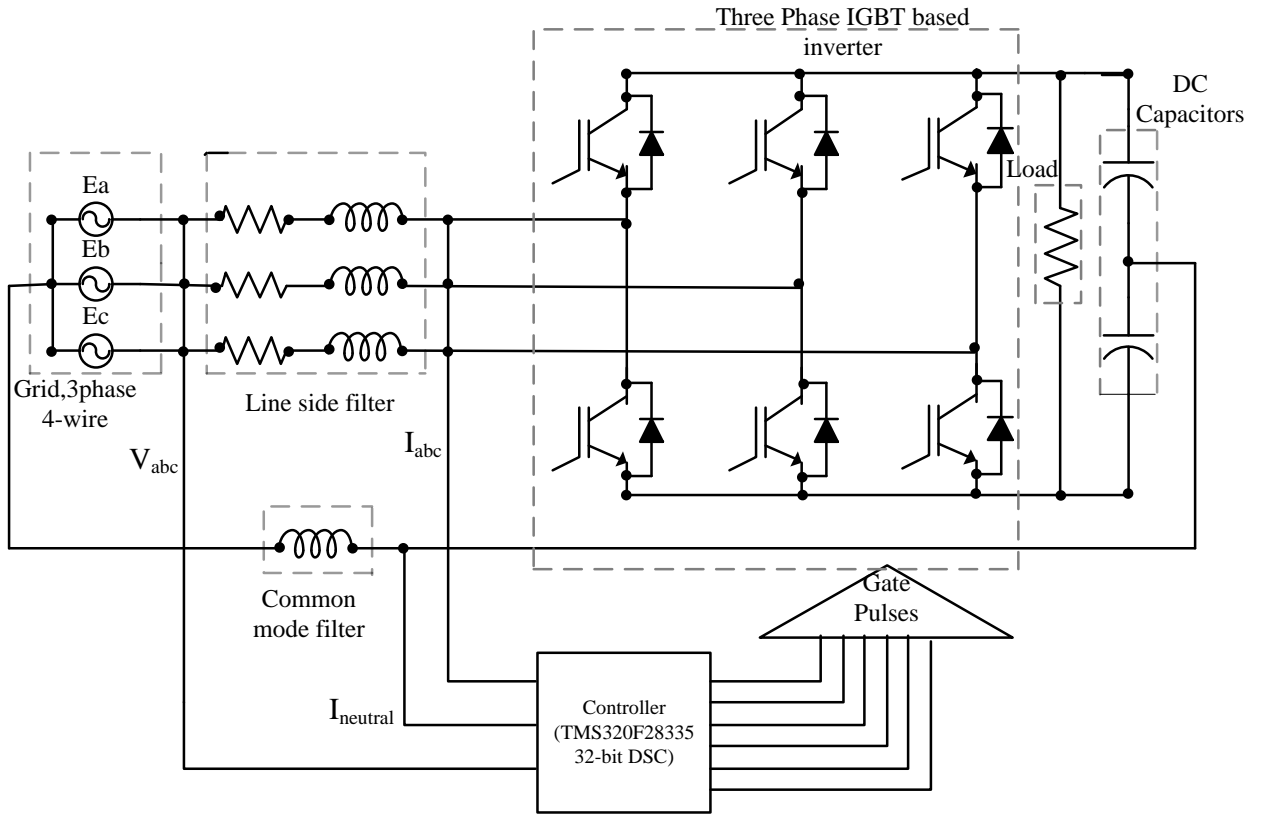 Three Phase IGBT based
inverter
DC
Capacitors
Load
Ea
Eb
Ec
Grid,3phase
4-wire
Line side filter
Vabc
Iabc
Common
mode filter
Gate
Pulses
Ineutral
Controller
(TMS320F28335
32-bit DSC)